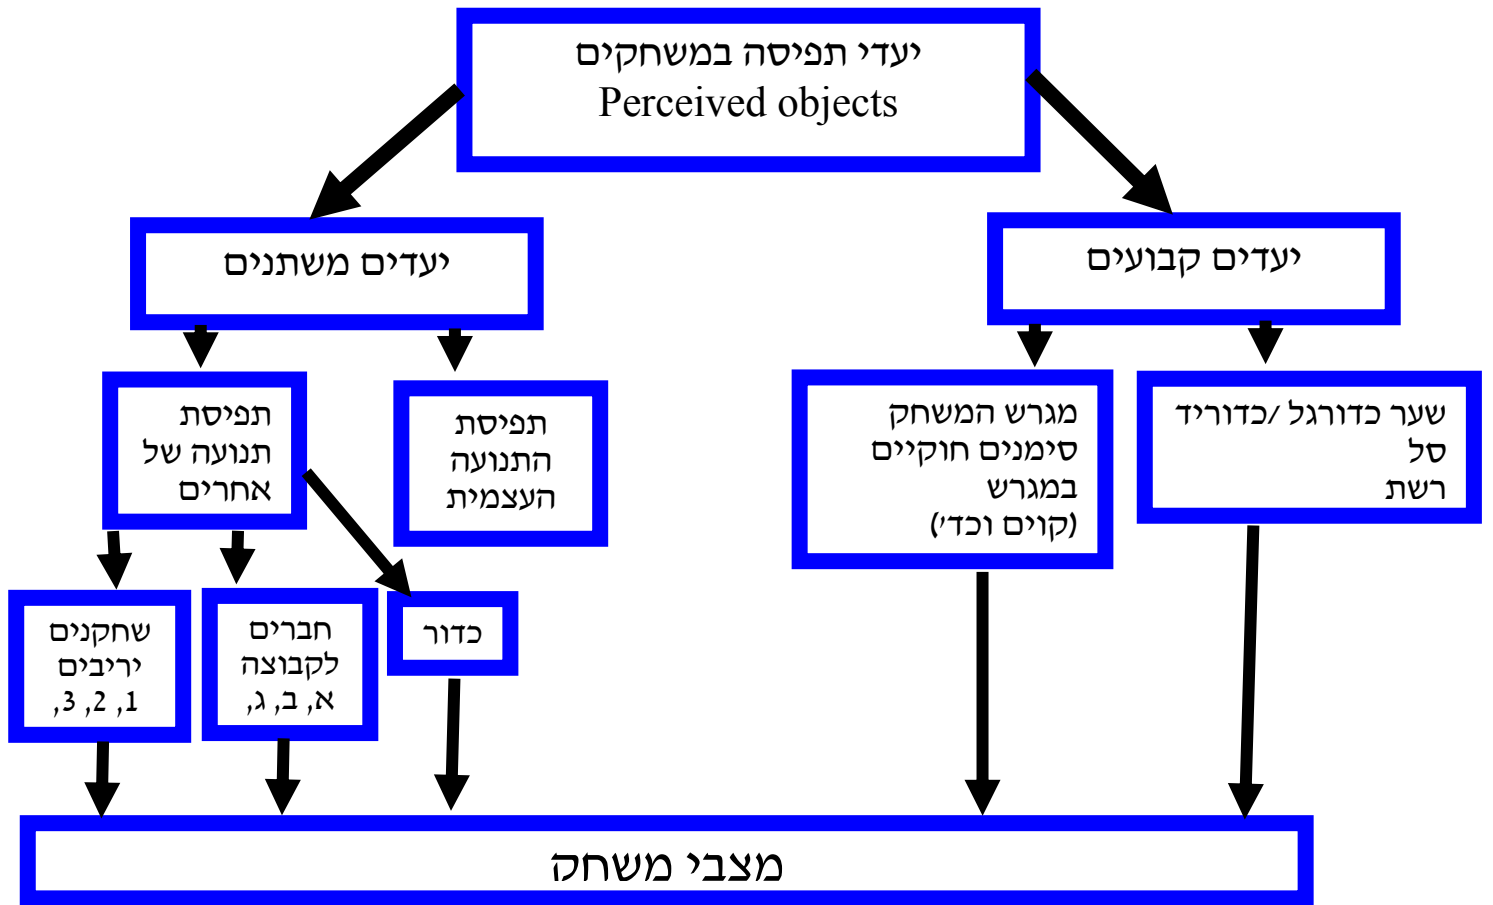 יעדי תפיסה במשחקים
Perceived objects
יעדים קבועים
יעדים משתנים
שער כדורגל /כדוריד
סל
רשת
מגרש המשחק
סימנים חוקיים
במגרש
(קוים וכד')
תפיסת
התנועה
העצמית
תפיסת
תנועה של
אחרים
כדור
חברים
לקבוצה
א, ב, ג,
שחקנים
יריבים
1, 2, 3,
מצבי משחק